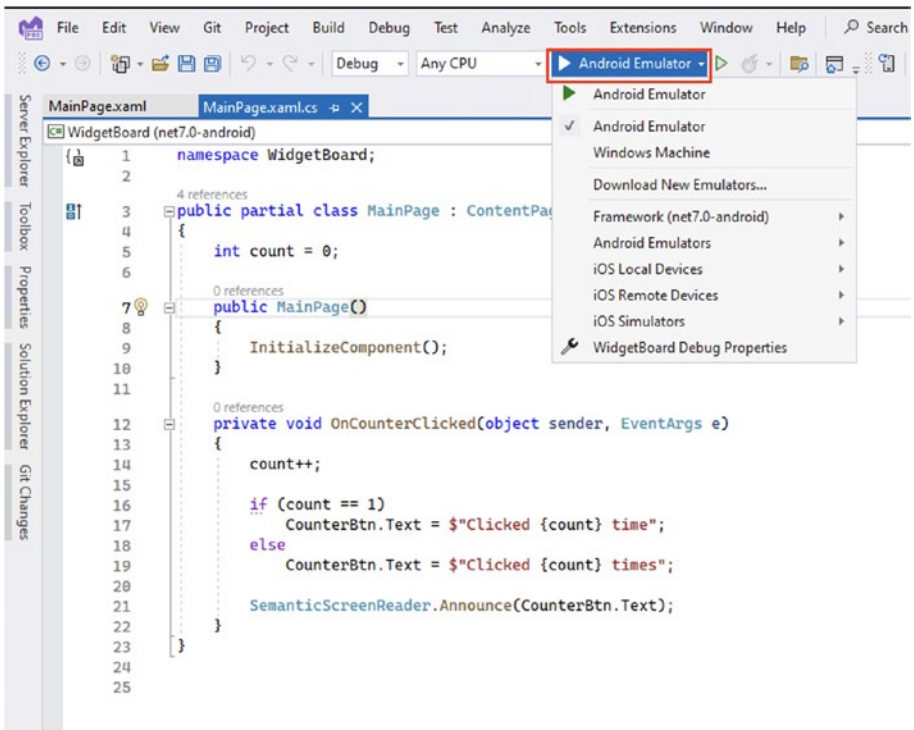 File Edit View Git Project Build Debug Test Analyze Tools Extensions Window Help Search
Debug Any CPU Android Emulator
Server Explorer
Toolbox
Properties
Solution Explorer
Git Changes
MainPage.xaml MainPage.xaml.cs
C# WidgetBoard (net7.0-android)
1 namespace WidgetBoard;
2
4 references
3 public partial class MainPage : ContentPag
4 {
5 int count = 0;
6
0 references
7 public MainPage()
8 {
9 InitializeComponent();
10 }
11
0 references
12 private void OnCounterClicked(object sender, EventArgs e)
13 {
14 count++;
15
16 if (count == 1)
17 CounterBtn.Text = $"Clicked {count} time";
18 else
19 CounterBtn.Text = $"Clicked {count} times";
20
21 SemanticScreenReader.Announce(CounterBtn.Text);
22 }
23 }
24
25
Android Emulator
Android Emulator
Windows Machine
Download New Emulators...
Framework (net7.0-android)
Android Emulators
iOS Local Devices
iOS Remote Devices
iOS Simulators
WidgetBoard Debug Properties